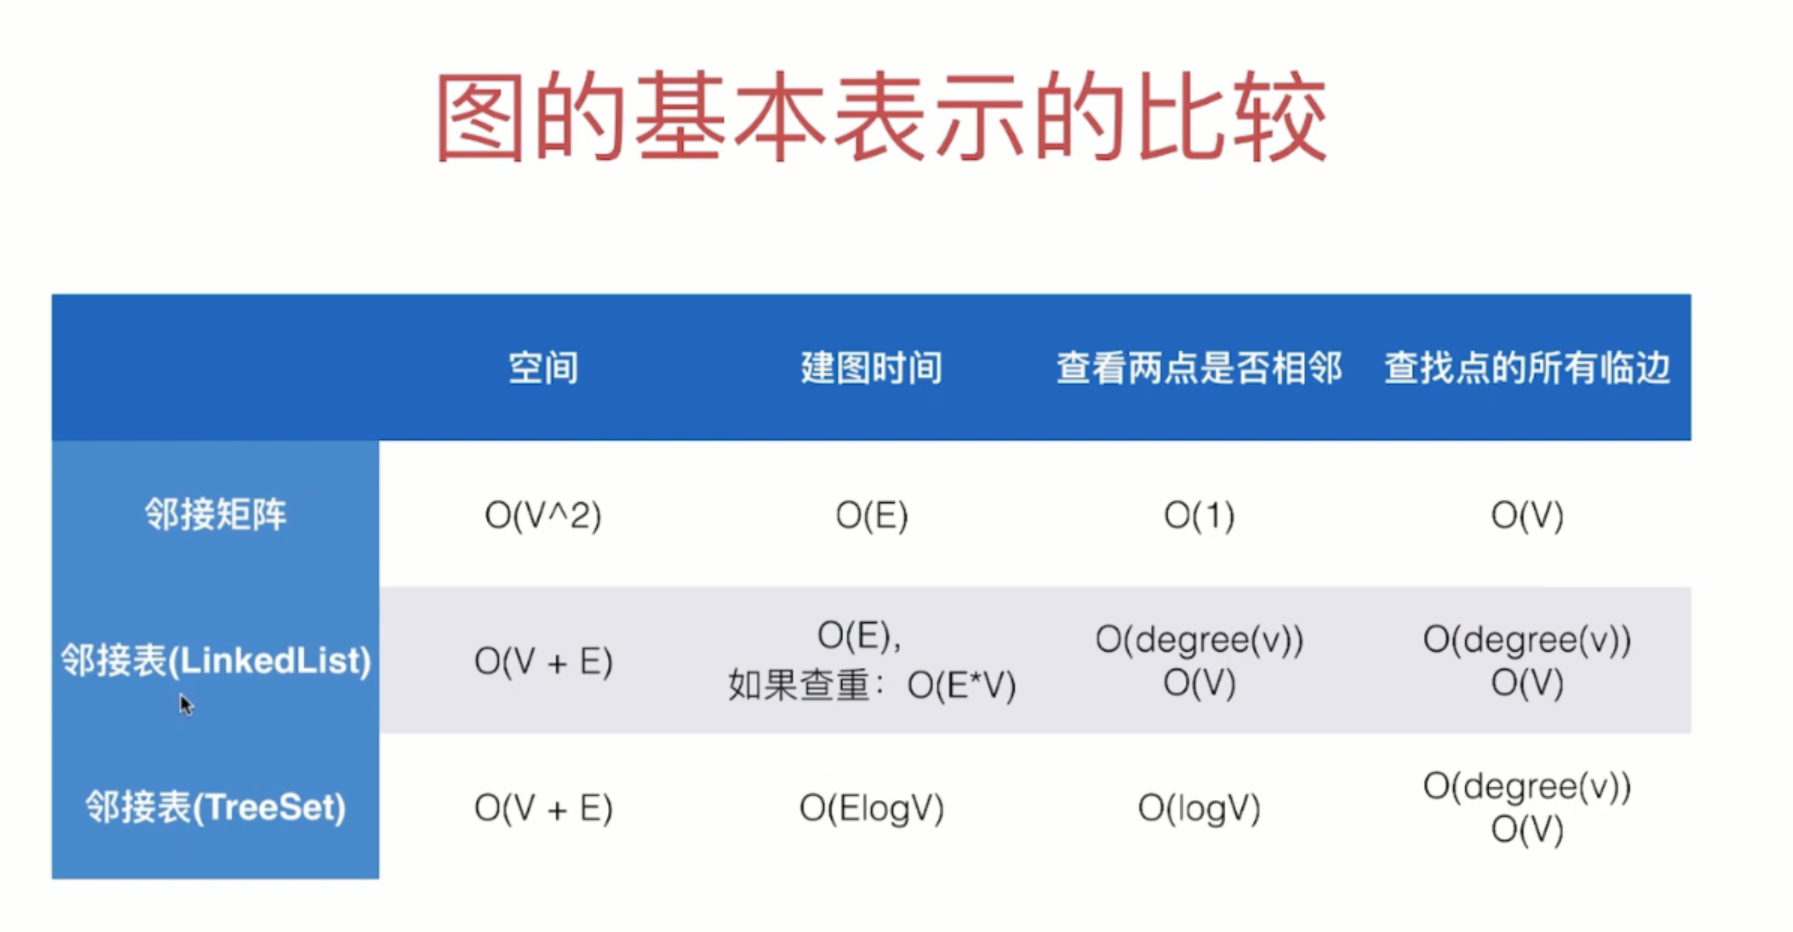 图的基本表示的比较
空间 建图时间 查看两点是否相邻 查找点的所有临边
邻接矩阵 O(V^2) O(E) O(1) O(V)
邻接表(LinkedList) O(V + E) O(E), 如果查重：O(E*V) O(degree(v)) O(V) O(degree(v)) O(V)
邻接表(TreeSet) O(V + E) O(ElogV) O(logV) O(degree(v)) O(V)